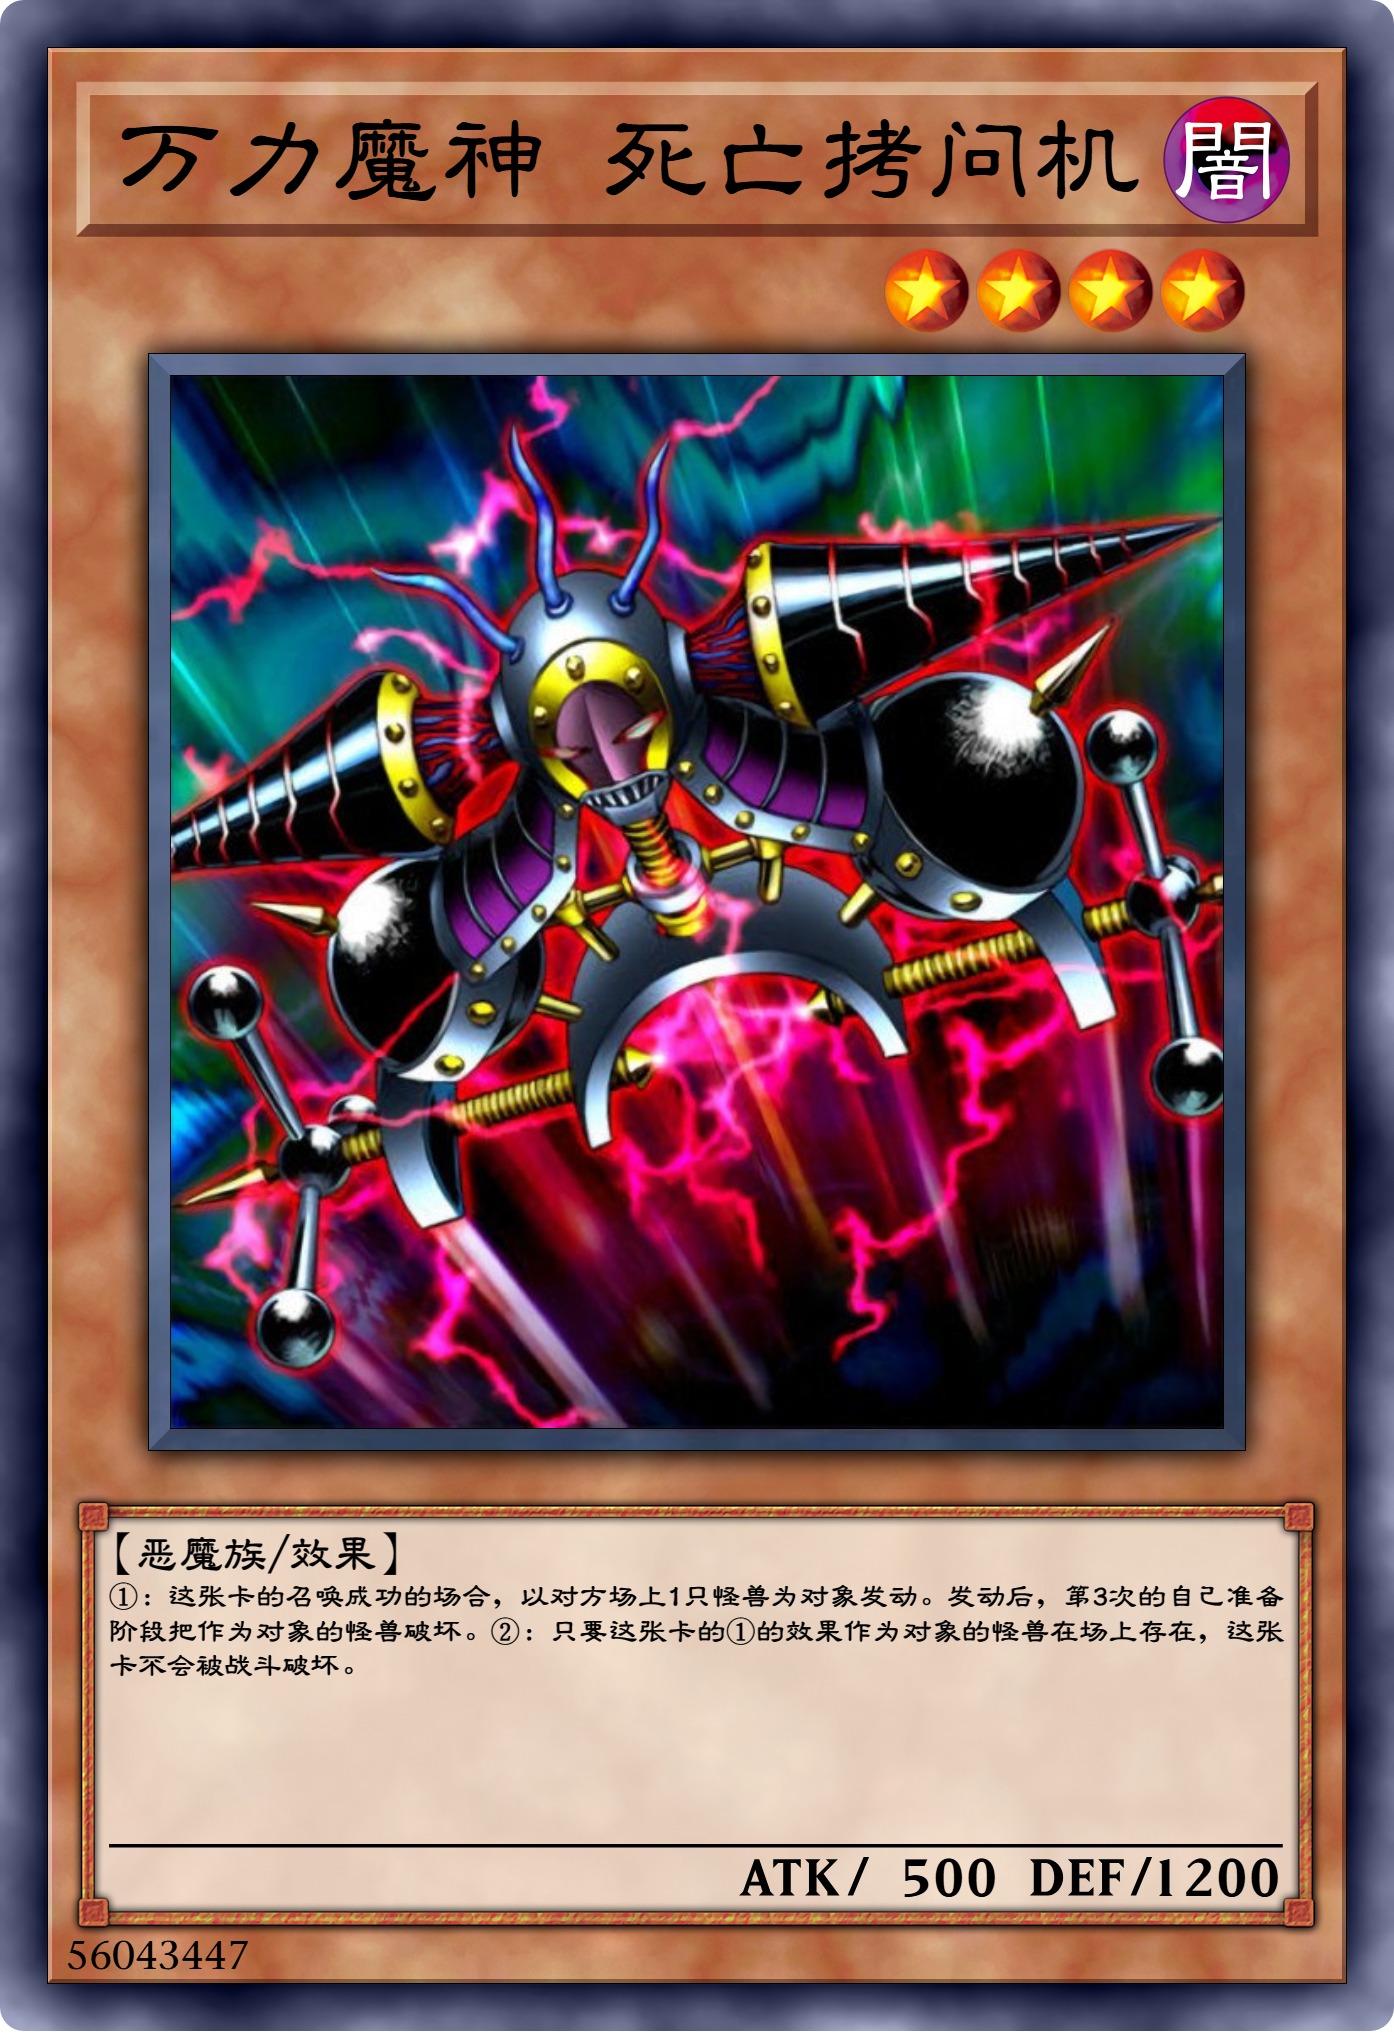 万力魔神 死亡拷问机
闇
【恶魔族/效果】
①：这张卡的召唤成功的场合，以对方场上1只怪兽为对象发动。发动后，第3次的自己准备
阶段把作为对象的怪兽破坏。②：只要这张卡的①的效果作为对象的怪兽在场上存在，这张
卡不会被战斗破坏。
ATK/ 500 DEF/1200
56043447